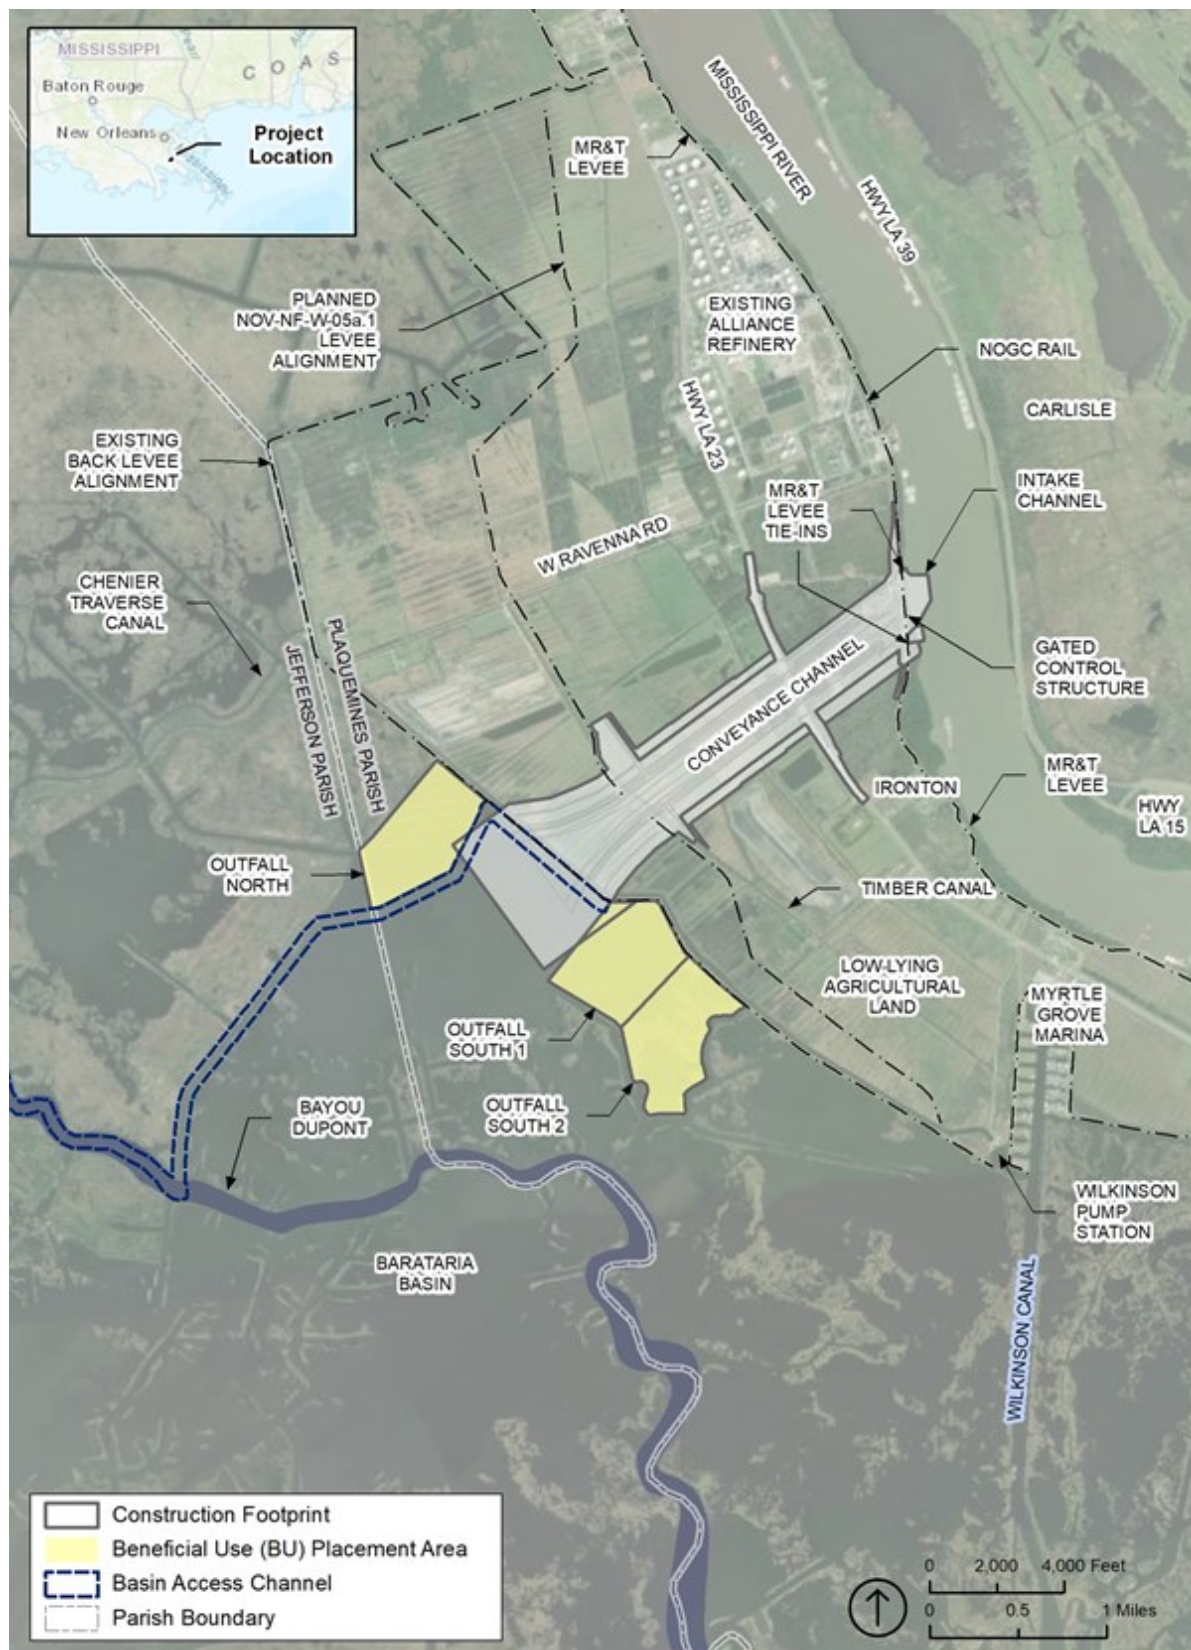 MISSISSIPPI
COAS
Baton Rouge
New Orleans
MISSISSIPPI
Project
Location
MR&T
LEVEE
MISSISSIPPI RIVER
HWY LA 39
PLANNED
NOV-NF-W-05a.1
LEVEE
ALIGNMENT
EXISTING
ALLIANCE
REFINERY
NOGC RAIL
HWY LA 23
CARLISLE
EXISTING
BACK LEVEE
ALIGNMENT
MR&T
LEVEE
TIE-INS
INTAKE
CHANNEL
W RAVENNA RD
CHENIER
TRAVERSE
CANAL
PLAQUEMINES PARISH
JEFFERSON PARISH
CONVEYANCE CHANNEL
GATED
CONTROL
STRUCTURE
IRONTON
MR&T
LEVEE
HWY
LA 15
OUTFALL
NORTH
TIMBER CANAL
LOW-LYING
AGRICULTURAL
LAND
MYRTLE
GROVE
MARINA
OUTFALL
SOUTH 1
OUTFALL
SOUTH 2
BAYOU
DUPONT
WILKINSON
PUMP
STATION
BARATARIA
BASIN
WILKINSON CANAL
Construction Footprint
Beneficial Use (BU) Placement Area
Basin Access Channel
Parish Boundary
0 2,000 4,000 Feet
0 0.5 1 Miles